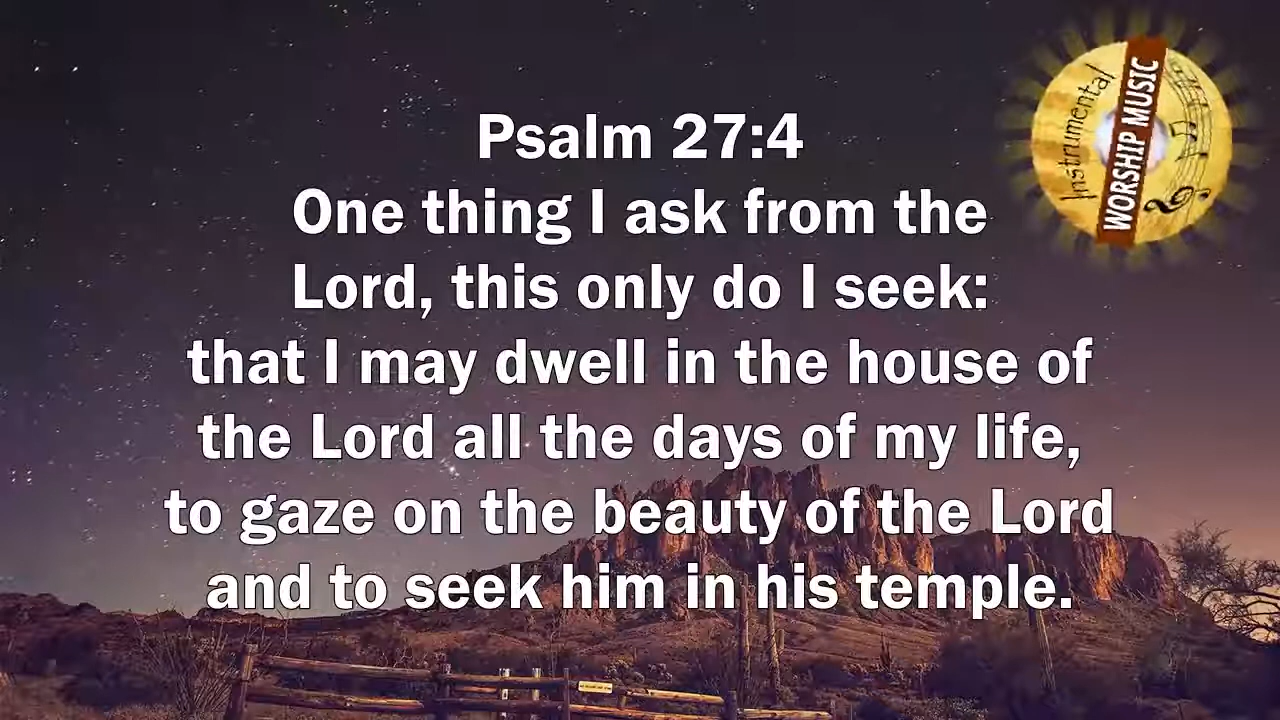 Psalm 27:4
One thing I ask from the
Lord, this only do I seek:
that I may dwell in the house of
the Lord all the days of my life,
to gaze on the beauty of the Lord
and to seek him in his temple.
Instrumental
WORSHIP MUSIC